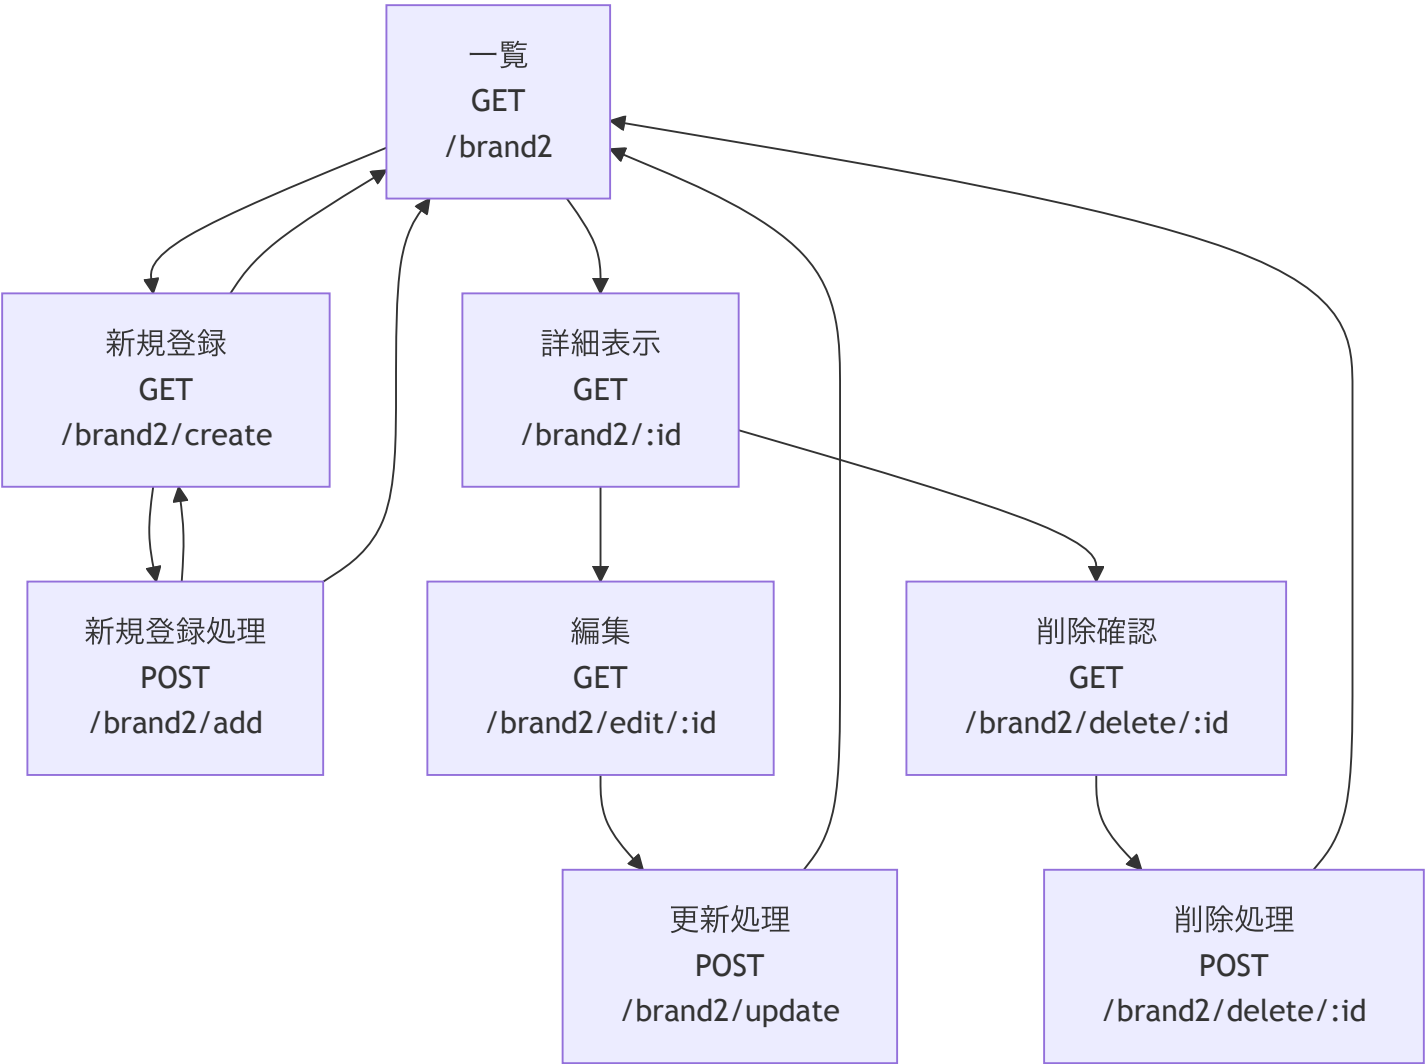 一覧
GET
/brand2
新規登録
GET
/brand2/create
詳細表示
GET
/brand2/:id
新規登録処理
POST
/brand2/add
編集
GET
/brand2/edit/:id
削除確認
GET
/brand2/delete/:id
更新処理
POST
/brand2/update
削除処理
POST
/brand2/delete/:id